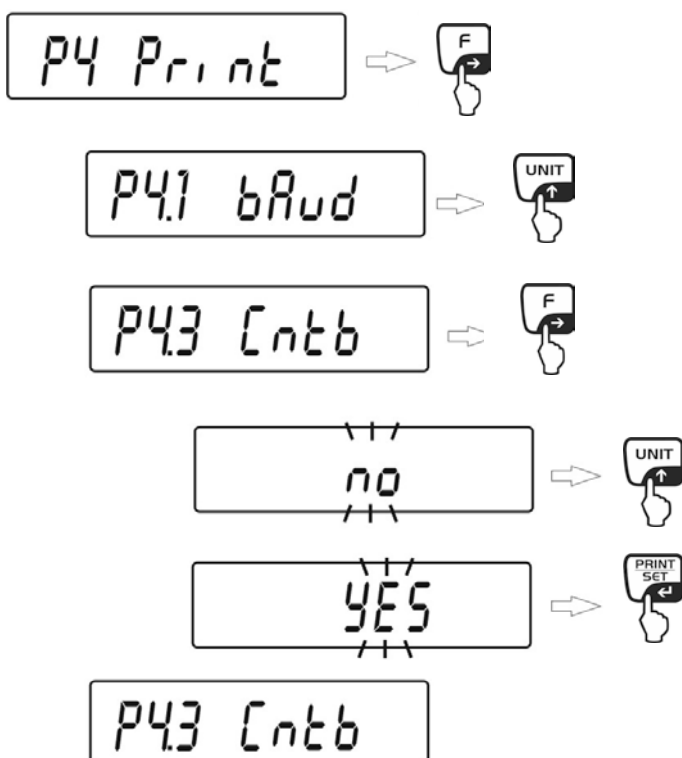 P4 Print
F
P4.1 bAud
UNIT
P4.3 Cntb
F
no
UNIT
YES
PRINT
SET
P4.3 Cntb